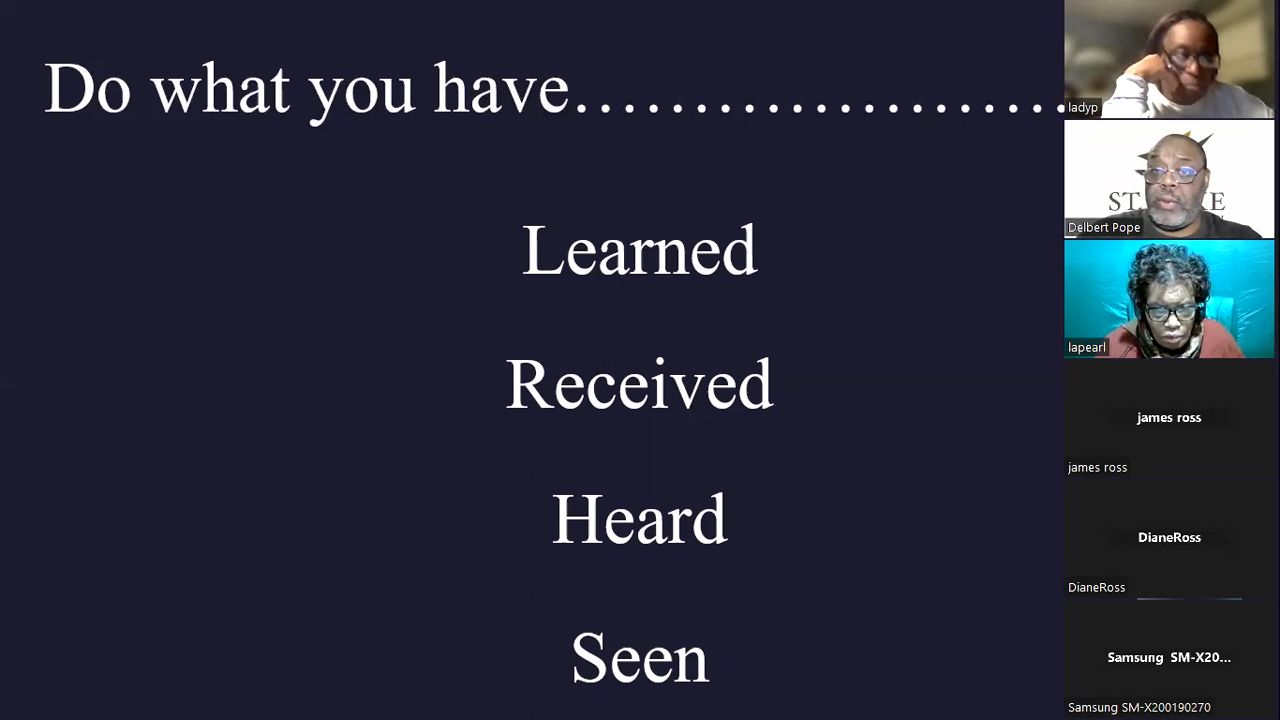 Do what you have…………………
Learned
Received
Heard
Seen
ladyp
ST.
Delbert Pope
lapearl
james ross
james ross
DianeRoss
DianeRoss
Samsung SM-X20...
Samsung SM-X200190270